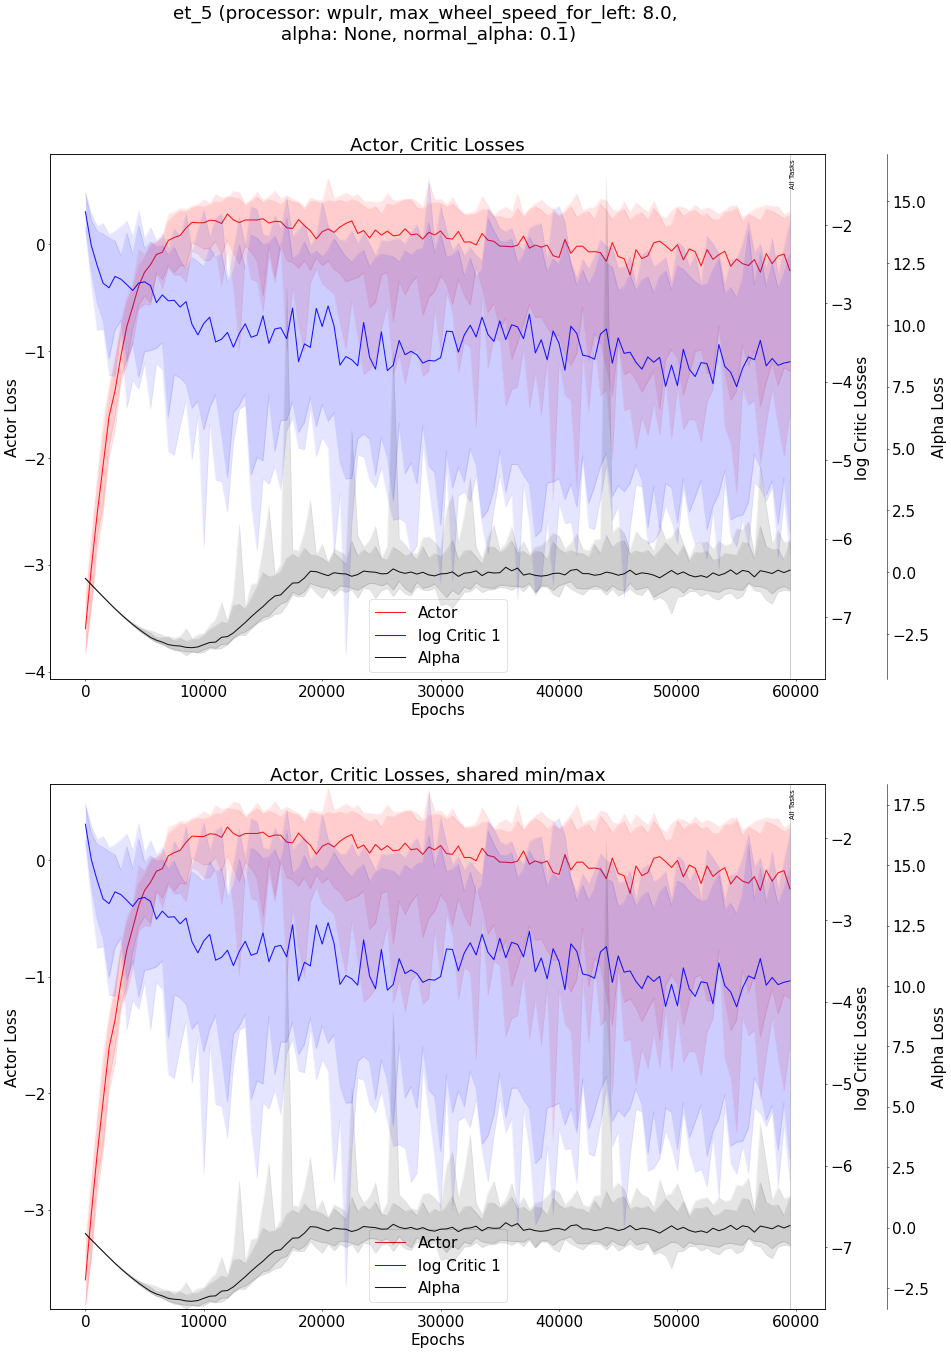 et_5 (processor: wpulr, max_wheel_speed_for_left: 8.0,
alpha: None, normal_alpha: 0.1)
Actor, Critic Losses
All Tasks
0
−1
−2
−3
−4
Actor Loss
−2
−3
−4
−5
−6
−7
log Critic Losses
15.0
12.5
10.0
7.5
5.0
2.5
0.0
−2.5
Alpha Loss
Actor
log Critic 1
Alpha
0 10000 20000 30000 40000 50000 60000
Epochs
Actor, Critic Losses, shared min/max
All Tasks
0
−1
−2
−3
Actor Loss
−2
−3
−4
−5
−6
−7
log Critic Losses
17.5
15.0
12.5
10.0
7.5
5.0
2.5
0.0
−2.5
Alpha Loss
Actor
log Critic 1
Alpha
0 10000 20000 30000 40000 50000 60000
Epochs